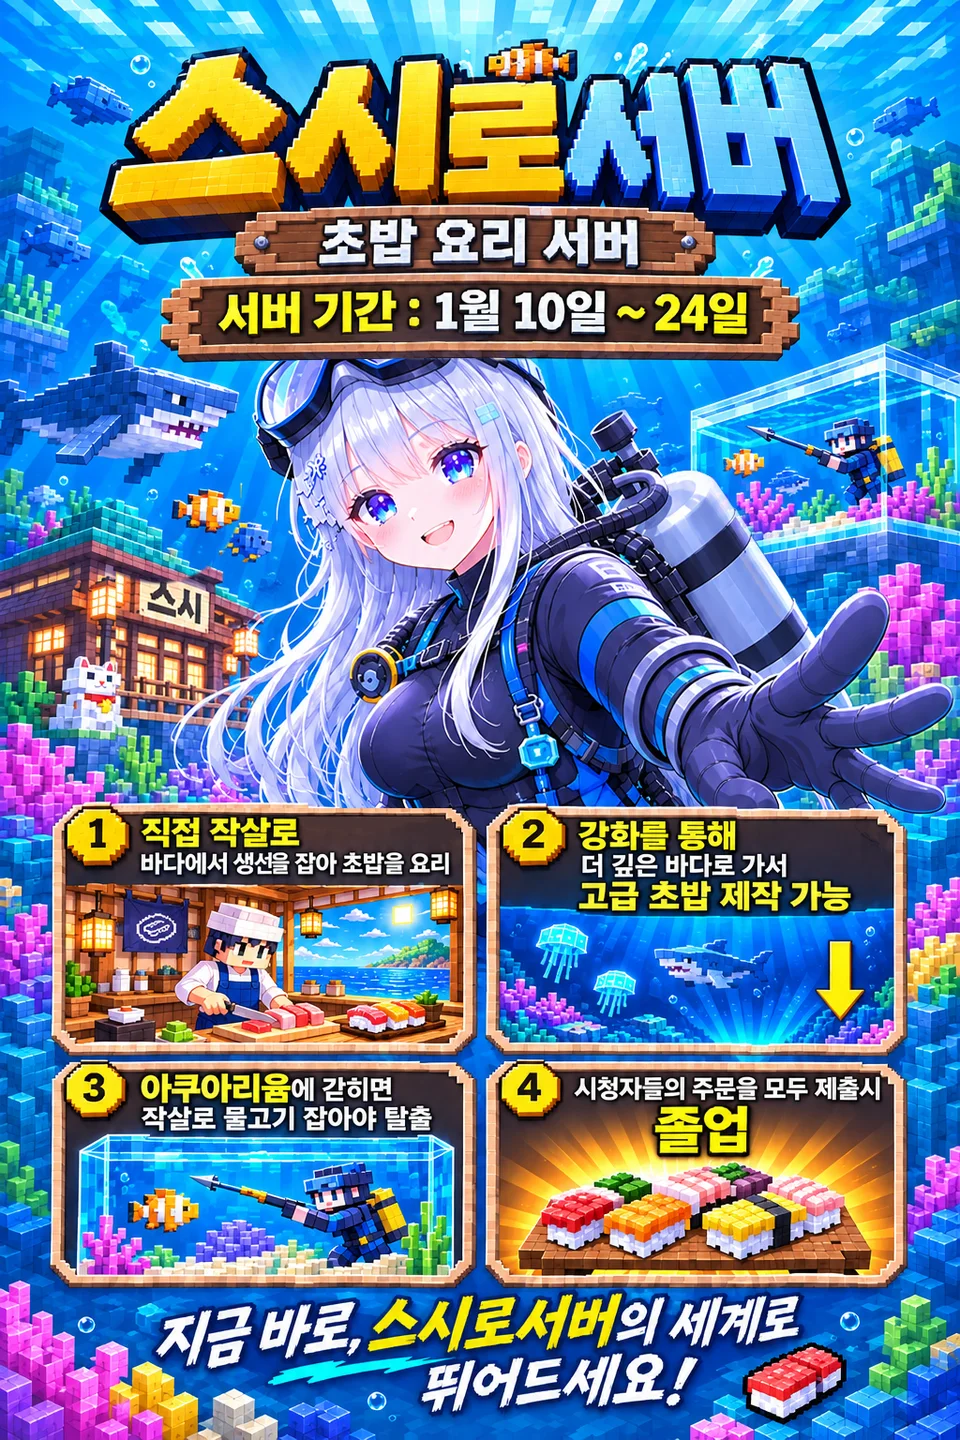 스시로서버
초밥 요리 서버
서버 기간 : 1월 10일 ~ 24일
스시
1 직접 작살로
바다에서 생선을 잡아 초밥을 요리
2 강화를 통해
더 깊은 바다로 가서
고급 초밥 제작 가능
3 아쿠아리움에 갇히면
작살로 물고기 잡아야 탈출
4 시청자들의 주문을 모두 제출시
졸업
지금 바로, 스시로서버의 세계로
뛰어드세요!